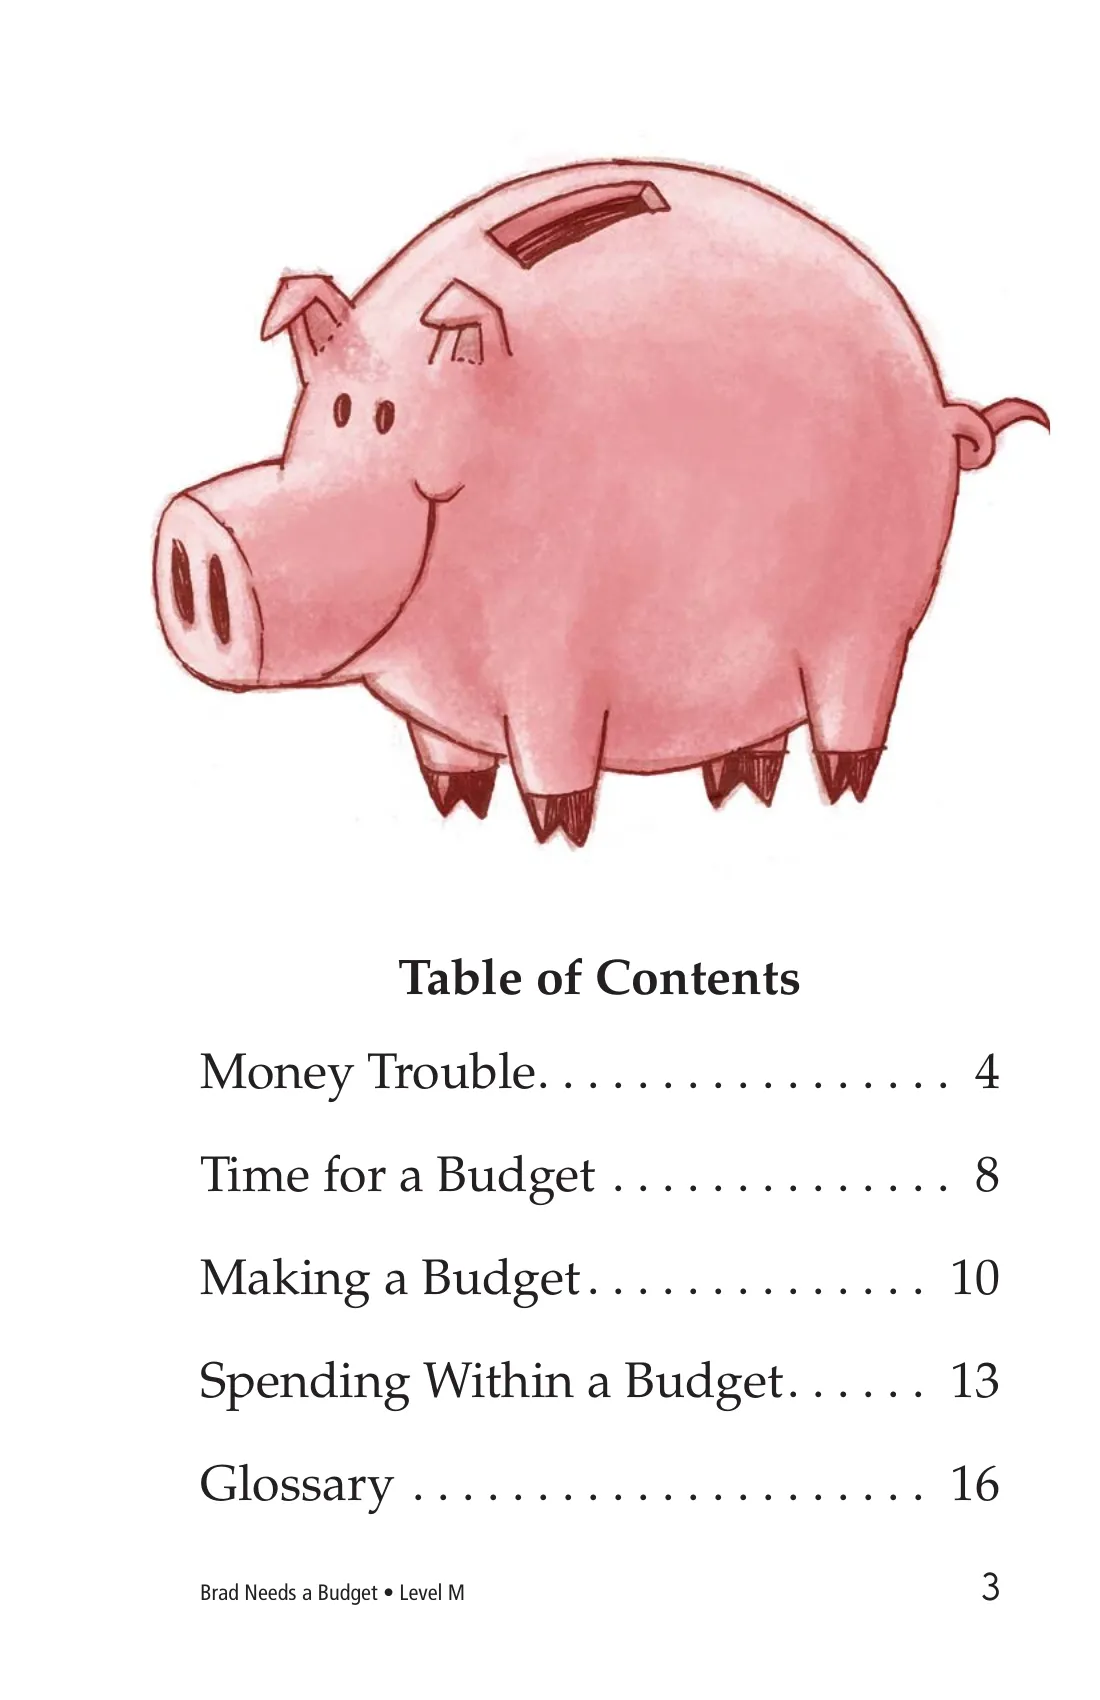 Table of Contents
Money Trouble. . . . . . . . . . . . . . . . . 4
Time for a Budget . . . . . . . . . . . . . . 8
Making a Budget . . . . . . . . . . . . . . 10
Spending Within a Budget. . . . . . 13
Glossary . . . . . . . . . . . . . . . . . . . . . 16
Brad Needs a Budget • Level M 3